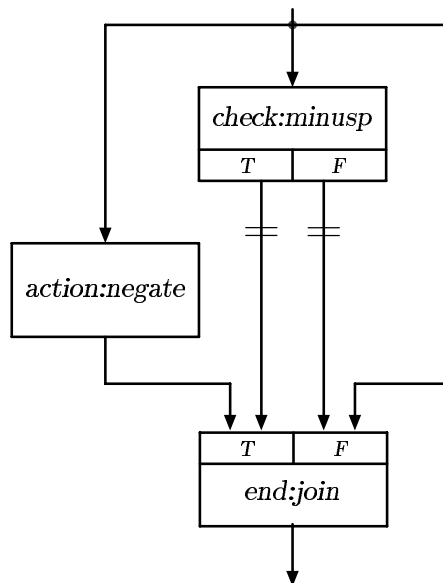 check:minusp
T F
action:negate
T F
end:join